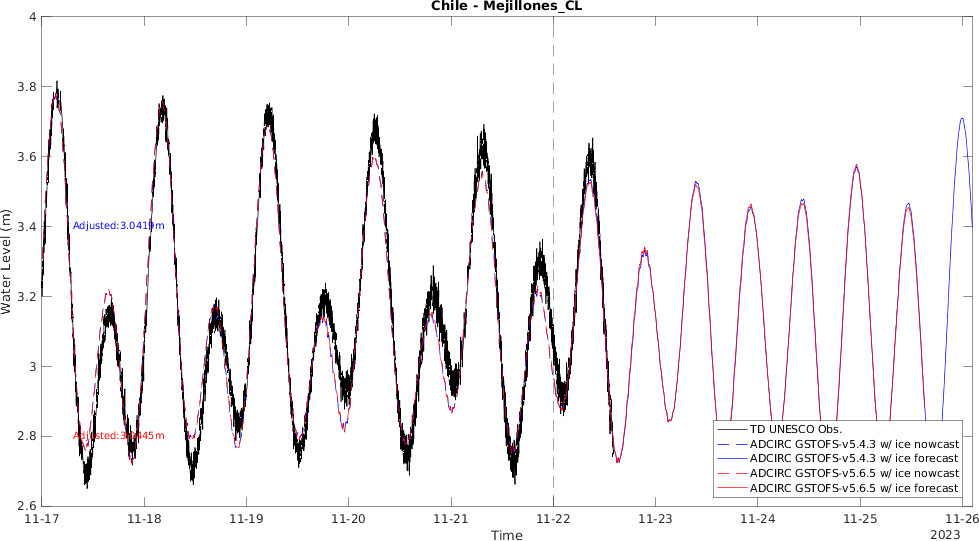 Chile - Mejillones_CL
4
3.8
3.6
3.4
3.2
3
2.8
2.6
Water Level (m)
Adjusted:3.0419m
TD UNESCO Obs.
ADCIRC GSTOFS-v5.4.3 w/ ice nowcast
ADCIRC GSTOFS-v5.4.3 w/ ice forecast
ADCIRC GSTOFS-v5.6.5 w/ ice nowcast
ADCIRC GSTOFS-v5.6.5 w/ ice forecast
11-17
11-18
11-19
11-20
11-21
11-22
11-23
11-24
11-25
11-26
Time
2023